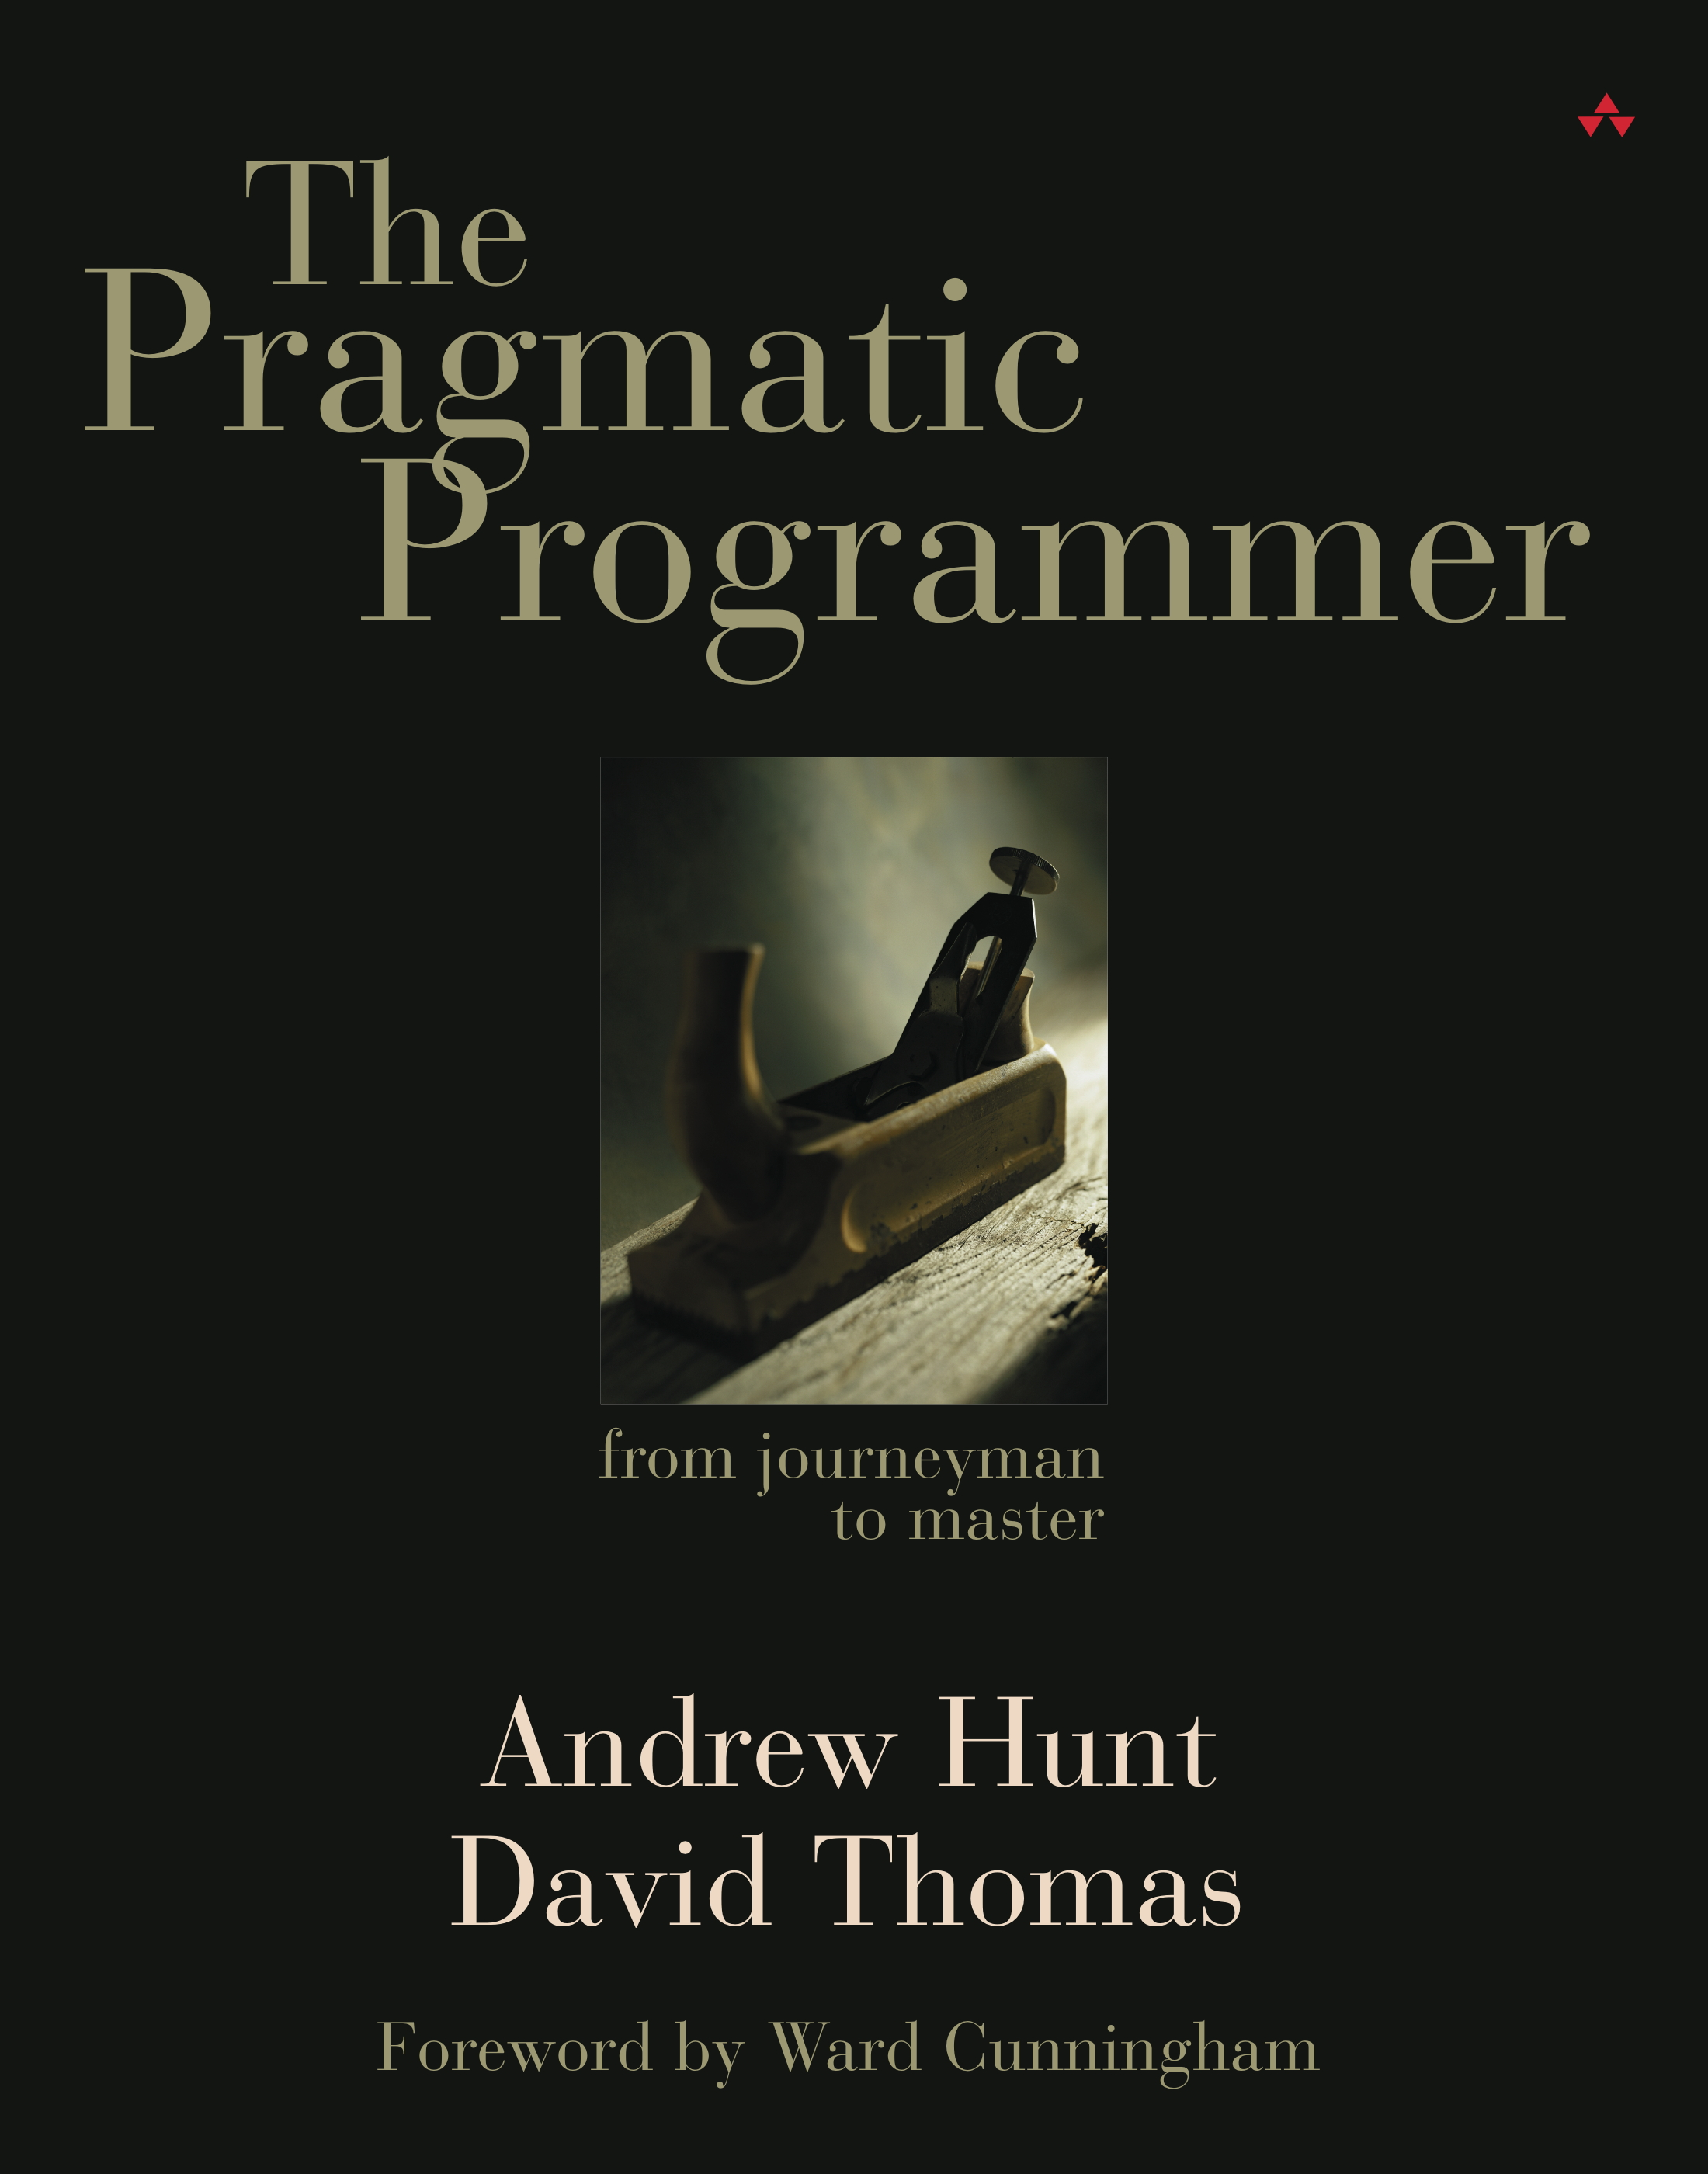 The
Pragmatic
Programmer
from journeyman
to master
Andrew Hunt
David Thomas
Foreword by Ward Cunningham